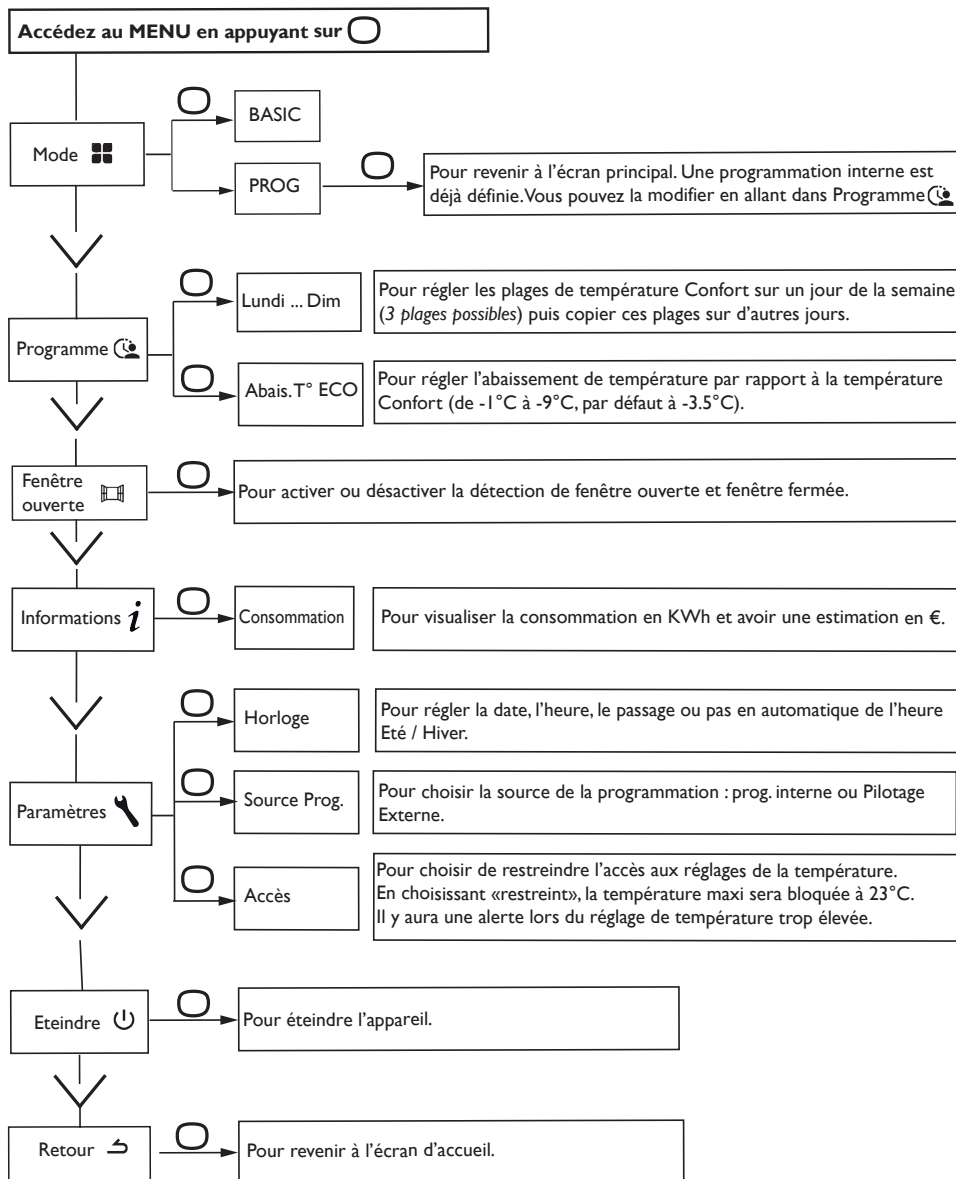 Accédez au MENU en appuyant sur
BASIC
Mode
PROG
Pour revenir à l'écran principal. Une programmation interne est
déjà définie. Vous pouvez la modifier en allant dans Programme
Lundi ... Dim
Pour régler les plages de température Confort sur un jour de la semaine
(3 plages possibles) puis copier ces plages sur d'autres jours.
Programme
Abais. T° ECO
Pour régler l'abaissement de température par rapport à la température
Confort (de -1°C à -9°C, par défaut à -3.5°C).
Fenêtre
ouverte
Pour activer ou désactiver la détection de fenêtre ouverte et fenêtre fermée.
Informations i
Consommation
Pour visualiser la consommation en KWh et avoir une estimation en €.
Horloge
Pour régler la date, l'heure, le passage ou pas en automatique de l'heure
Eté / Hiver.
Paramètres
Source Prog.
Pour choisir la source de la programmation : prog. interne ou Pilotage
Externe.
Accès
Pour choisir de restreindre l'accès aux réglages de la température.
En choisissant «restreint», la température maxi sera bloquée à 23°C.
Il y aura une alerte lors du réglage de température trop élevée.
Eteindre
Pour éteindre l'appareil.
Retour
Pour revenir à l'écran d'accueil.